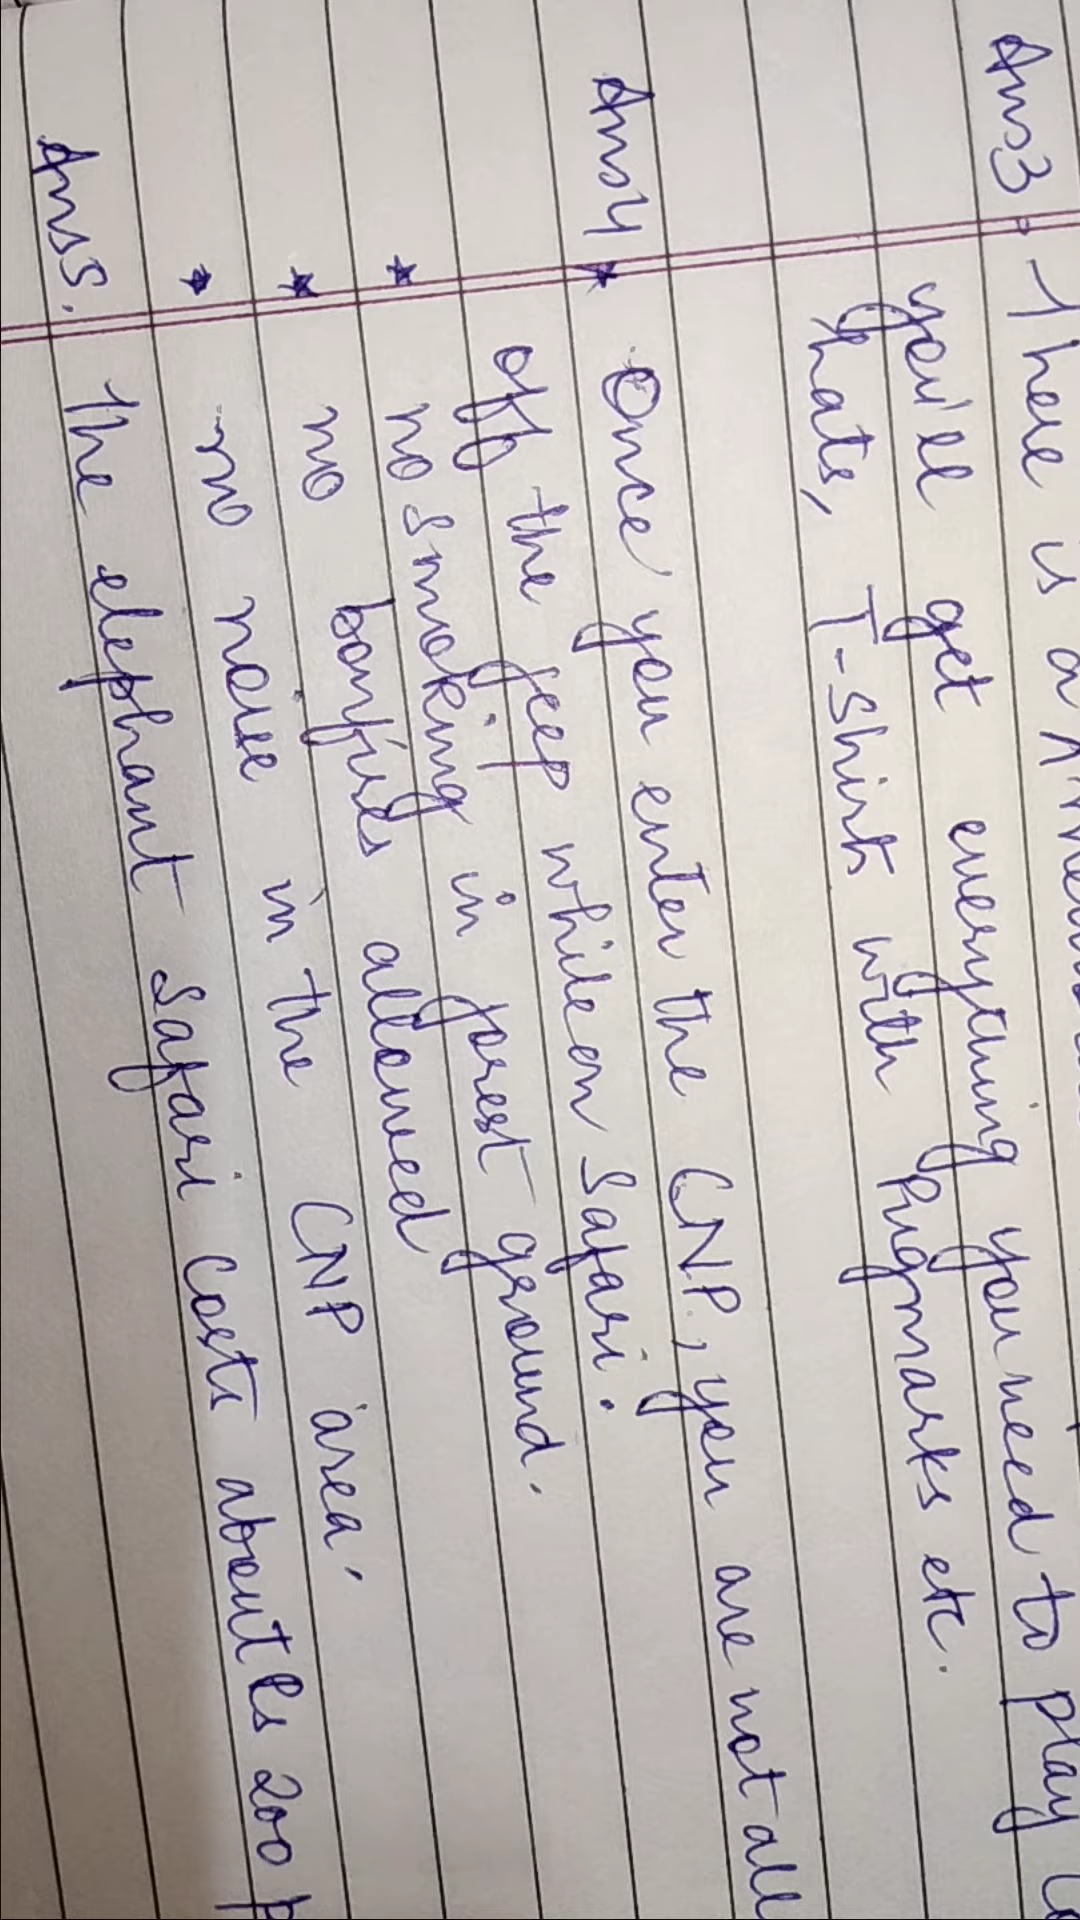 Ans3. There is a
you'll get everything you need to play
hats, T-Shirt with Pugmarks etc.
Ans4 * Once you enter the CNP, you are not all
off the jeep while on Safari.
* no smoking in forest ground.
* no bonfires allowed
* no noise in the CNP area.
Ans5. The elephant Safari costs about Rs 200 p